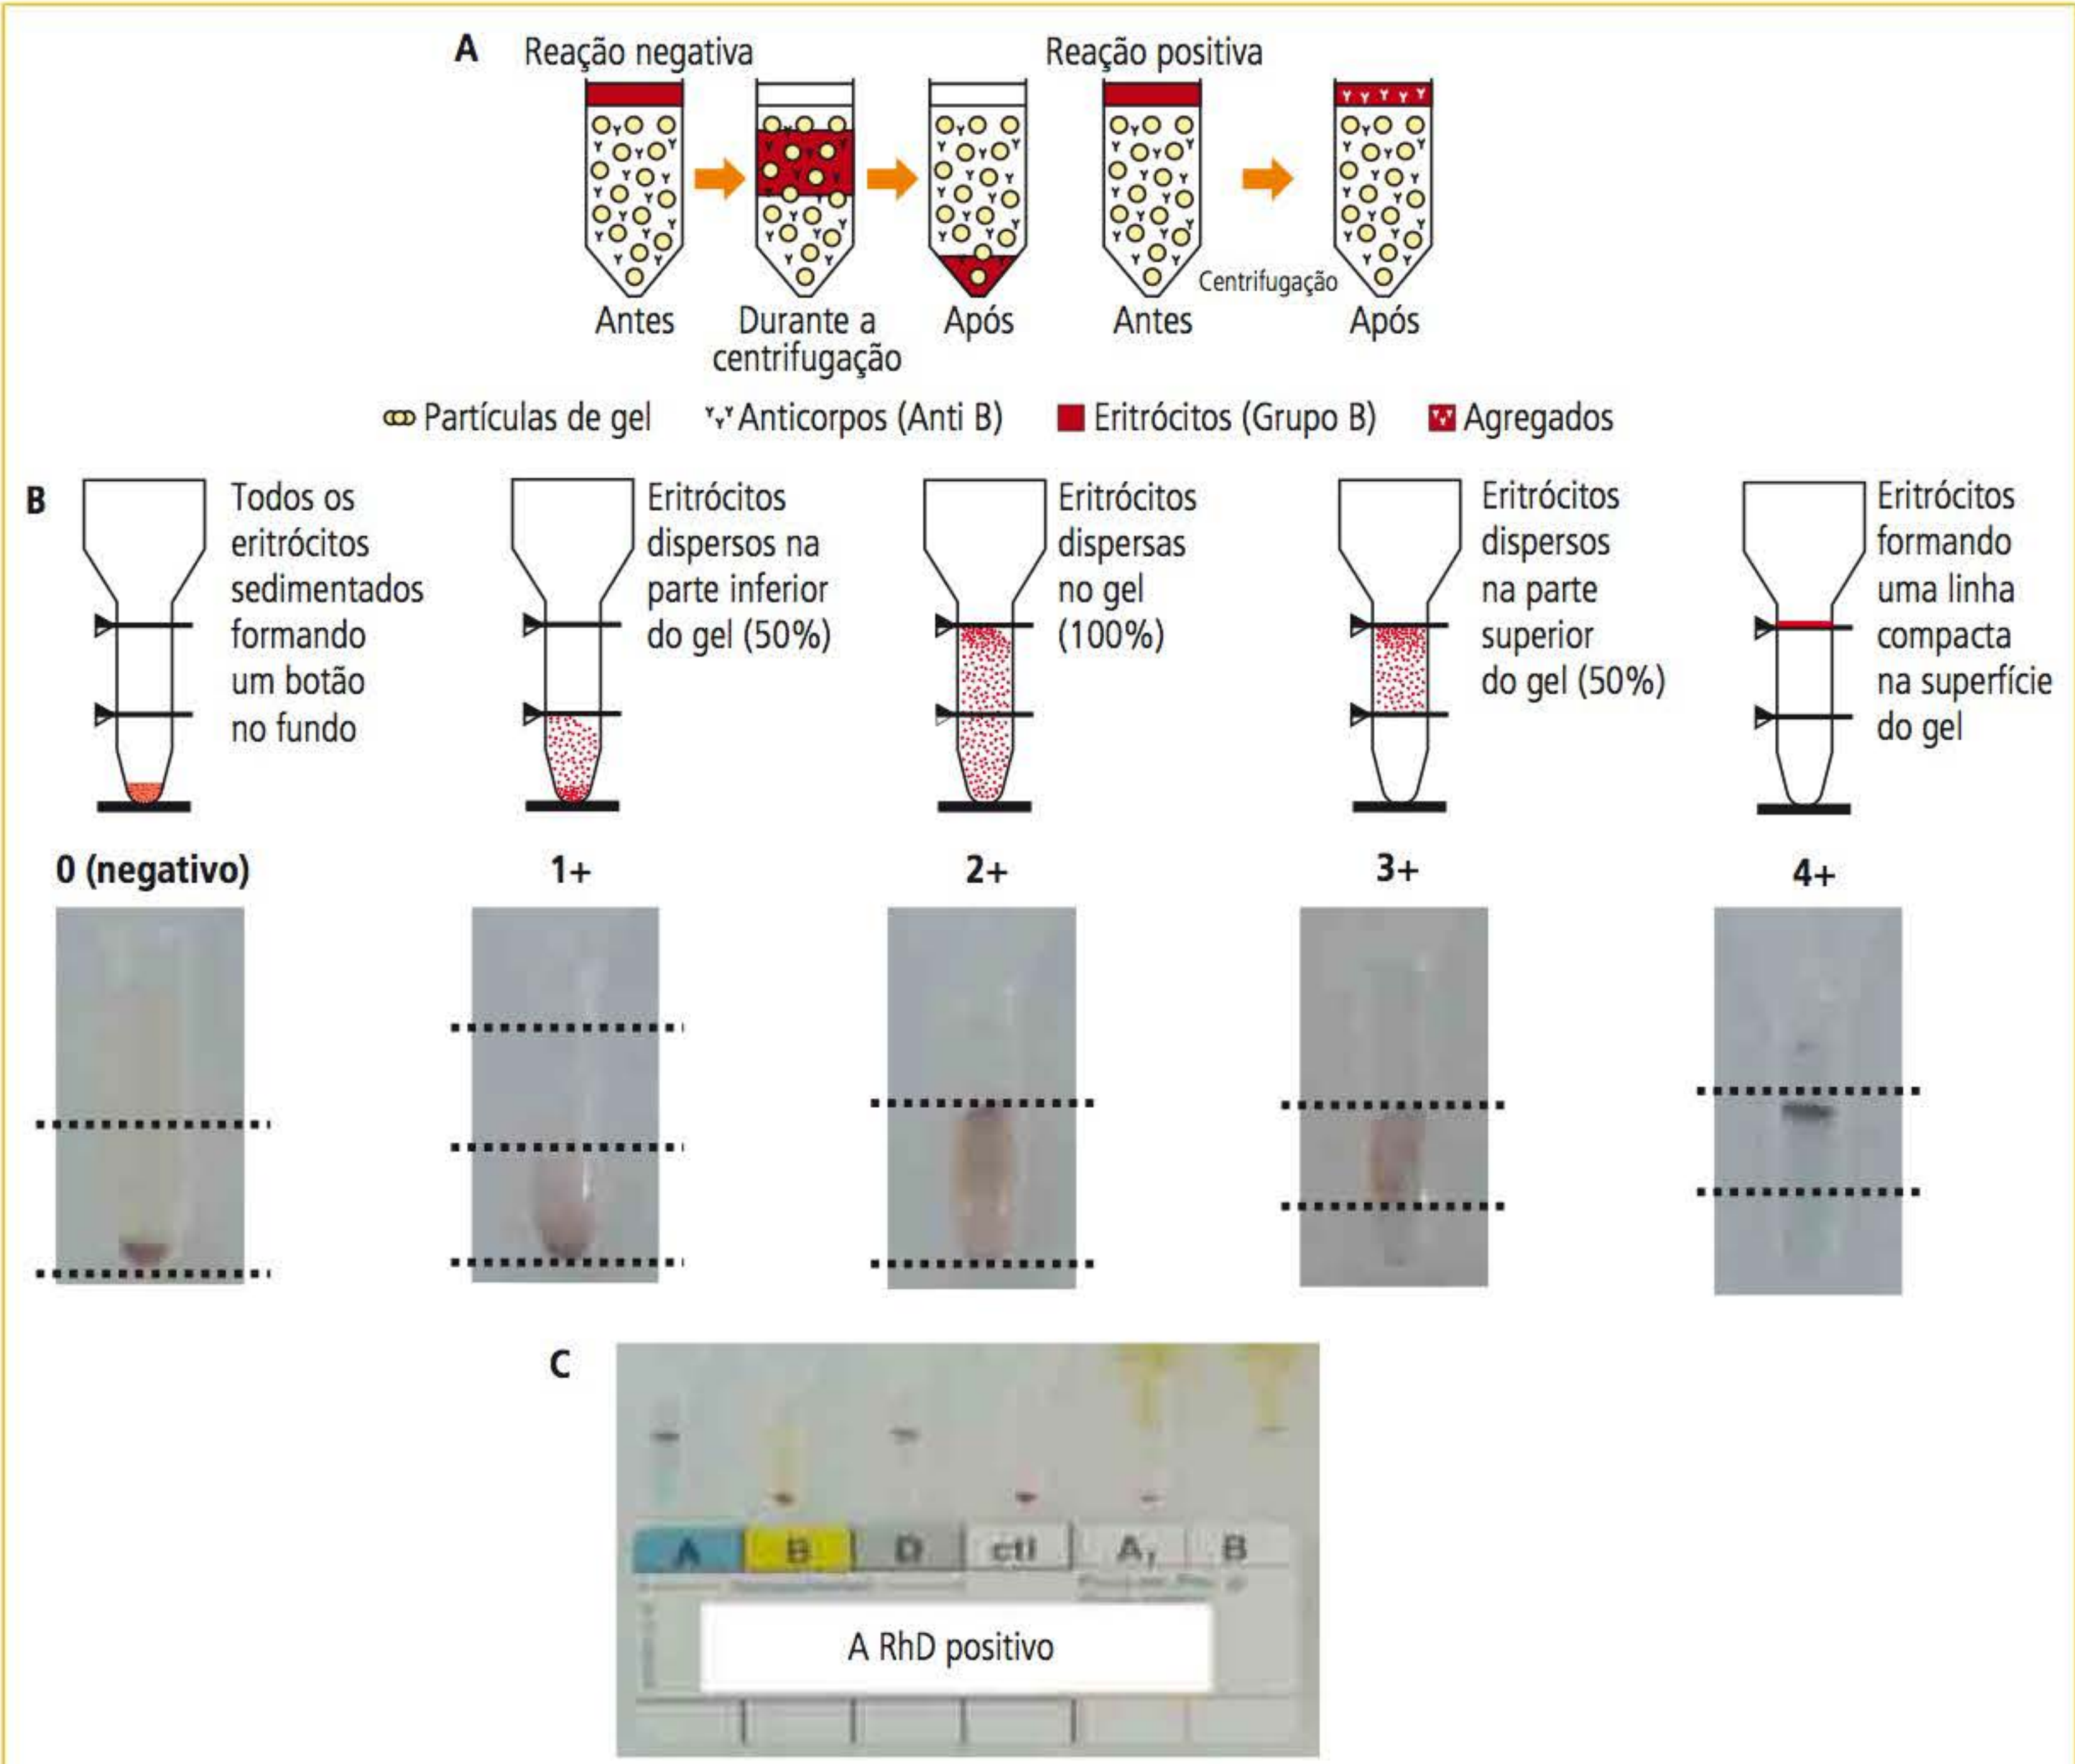 A
Reação negativa
Reação positiva
Antes
Durante a
centrifugação
Após
Antes
Centrifugação
Após
Partículas de gel
Anticorpos (Anti B)
Eritrócitos (Grupo B)
Agregados
B
Todos os
eritrócitos
sedimentados
formando
um botão
no fundo
Eritrócitos
dispersos na
parte inferior
do gel (50%)
Eritrócitos
dispersas
no gel
(100%)
Eritrócitos
dispersos
na parte
superior
do gel (50%)
Eritrócitos
formando
uma linha
compacta
na superfície
do gel
0 (negativo)
1+
2+
3+
4+
C
A B D ctl A₁ B
A RhD positivo